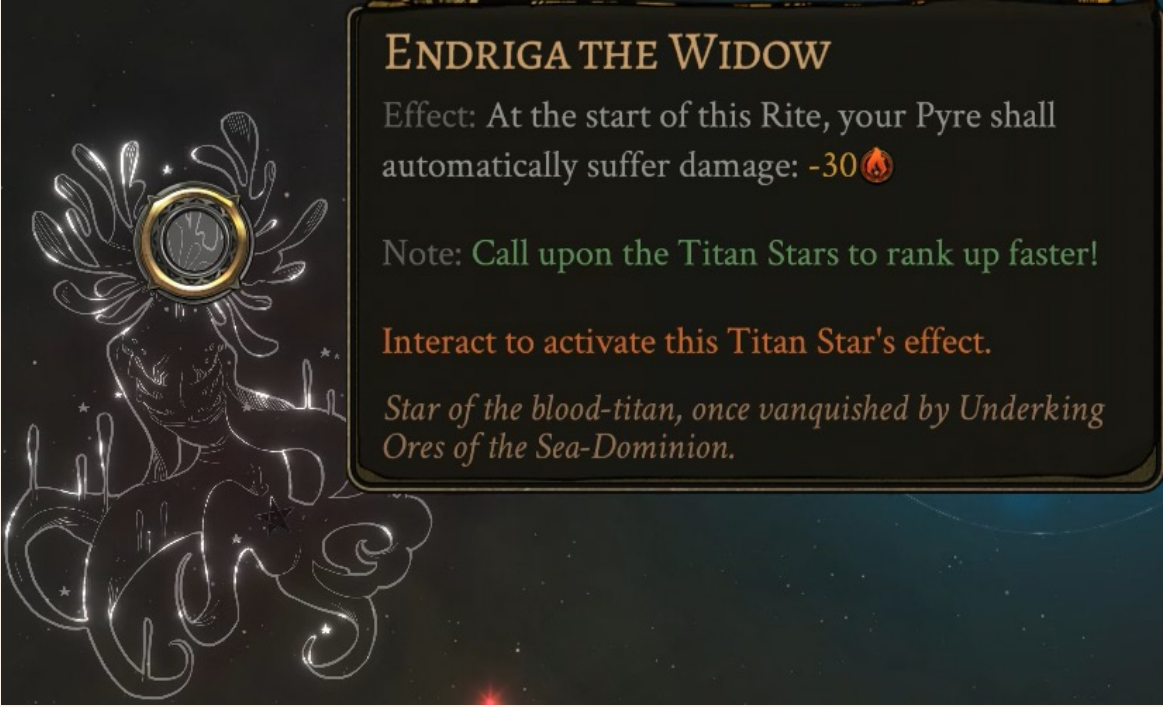 Endriga the Widow
Effect: At the start of this Rite, your Pyre shall
automatically suffer damage: -30
Note: Call upon the Titan Stars to rank up faster!
Interact to activate this Titan Star's effect.
Star of the blood-titan, once vanquished by Underking
Ores of the Sea-Dominion.